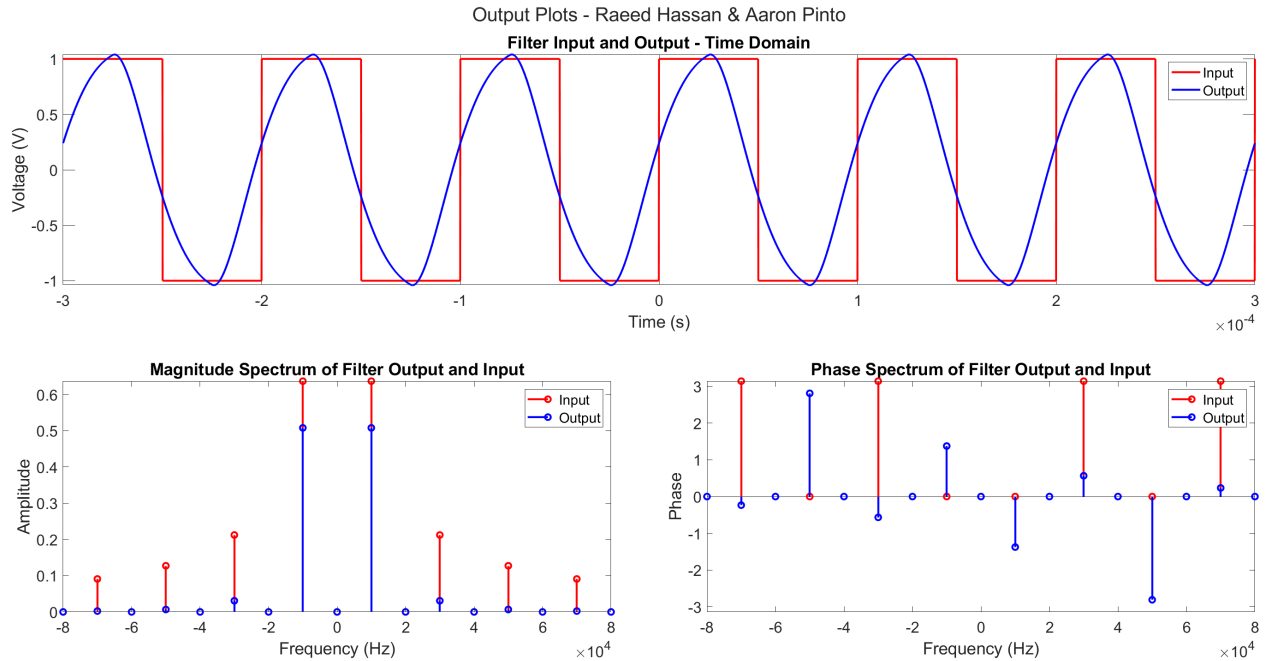 Output Plots - Raeed Hassan & Aaron Pinto
Filter Input and Output - Time Domain
Voltage (V)
1
0.5
0
-0.5
-1
Input
Output
-3 -2 -1 0 1 2 3
Time (s)
×10⁻⁴
Magnitude Spectrum of Filter Output and Input
Amplitude
0.6
0.5
0.4
0.3
0.2
0.1
0
Input
Output
-8 -6 -4 -2 0 2 4 6 8
Frequency (Hz)
×10⁴
Phase Spectrum of Filter Output and Input
Phase
3
2
1
0
-1
-2
-3
Input
Output
-8 -6 -4 -2 0 2 4 6 8
Frequency (Hz)
×10⁴